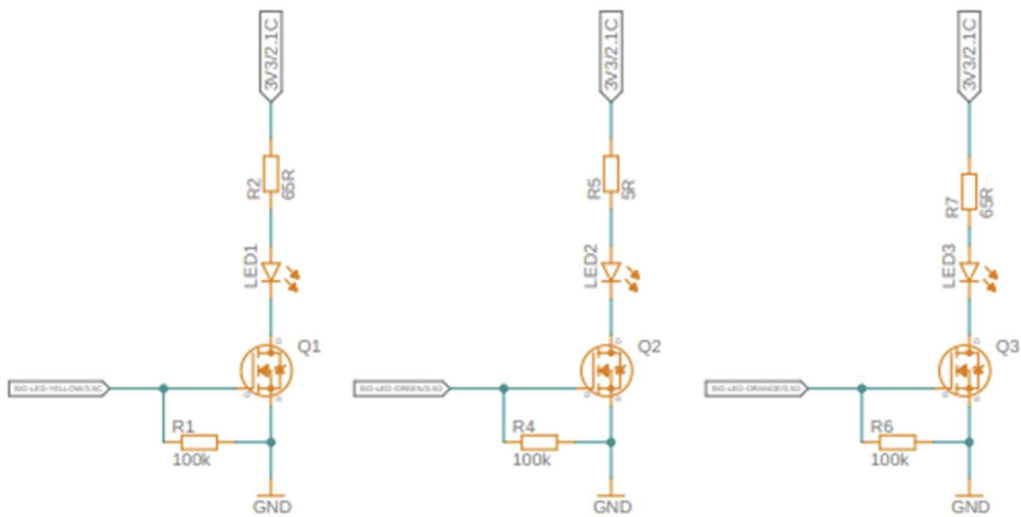 3V3/2.1C
3V3/2.1C
3V3/2.1C
R2
65R
R5
5R
R7
65R
LED1
LED2
LED3
D
Q1
D
Q2
D
Q3
G
S
G
S
G
S
R1
100k
R4
100k
R6
100k
GND
GND
GND